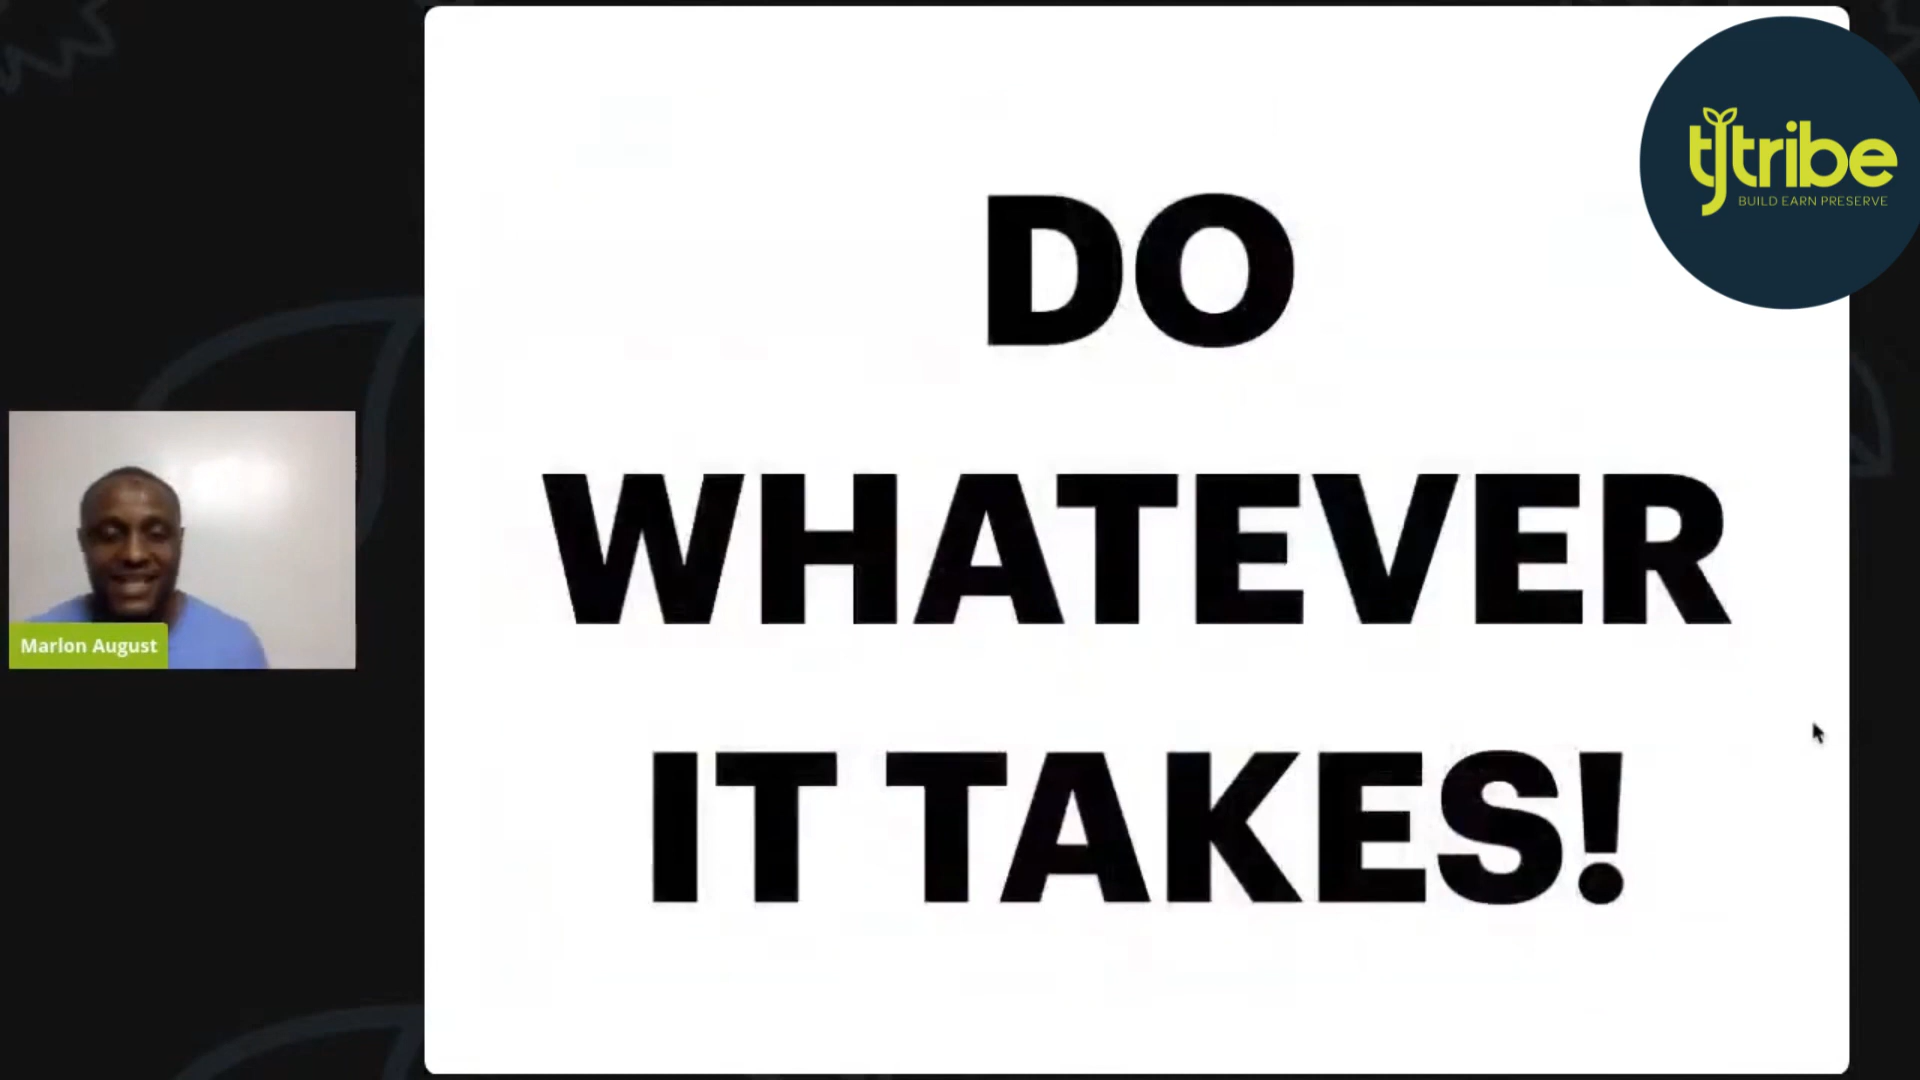 DO
WHATEVER
IT TAKES!
tjtribe
BUILD EARN PRESERVE
Marlon August